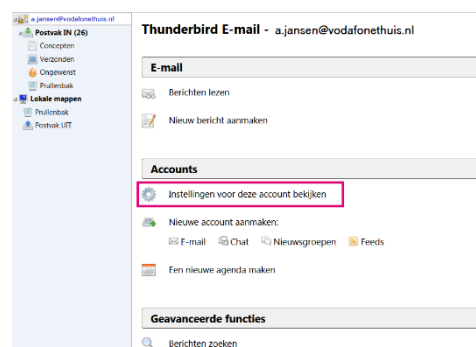 a.jansen@vodafonethuis.nl
Postvak IN (26)
Concepten
Verzonden
Ongewenst
Prullenbak
Lokale mappen
Prullenbak
Postvak UIT
Thunderbird E-mail - a.jansen@vodafonethuis.nl
E-mail
Berichten lezen
Nieuw bericht aanmaken
Accounts
Instellingen voor deze account bekijken
Nieuwe account aanmaken:
E-mail Chat Nieuwsgroepen Feeds
Een nieuwe agenda maken
Geavanceerde functies
Berichten zoeken